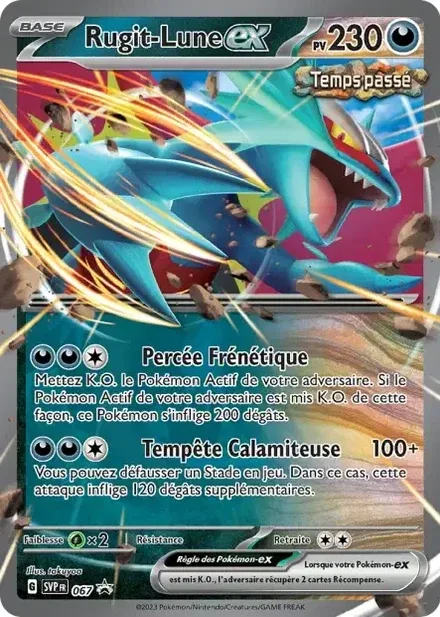 BASE Rugit-Lune ex PV 230
Temps passé
Percée Frénétique
Mettez K.O. le Pokémon Actif de votre adversaire. Si le
Pokémon Actif de votre adversaire est mis K.O. de cette
façon, ce Pokémon s'inflige 200 dégâts.
Tempête Calamiteuse 100+
Vous pouvez défausser un Stade en jeu. Dans ce cas, cette
attaque inflige 120 dégâts supplémentaires.
Faiblesse ×2 Résistance Retraite
Illus. takuyoa
Règle des Pokémon-ex Lorsque votre Pokémon-ex
est mis K.O., l'adversaire récupère 2 cartes Récompense.
G SVP FR 067
©2023 Pokémon/Nintendo/Creatures/GAME FREAK